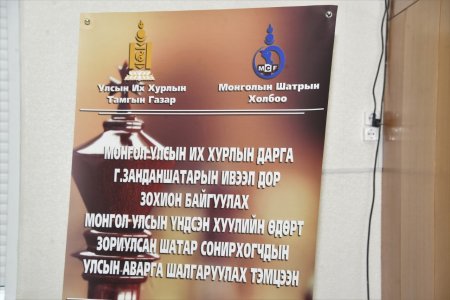 Улсын Их Хурлын
Тамгын Газар
MCF
Монголын Шатрын
Холбоо
МОНГОЛ УЛСЫН ИХ ХУРЛЫН ДАРГА
Г.ЗАНДАНШАТАРЫН ИВЭЭЛ ДОР
ЗОХИОН БАЙГУУЛАХ
МОНГОЛ УЛСЫН ҮНДСЭН ХУУЛИЙН ӨДӨРТ
ЗОРИУЛСАН ШАТАР СОНИРХОГЧДЫН
УЛСЫН АВАРГА ШАЛГАРУУЛАХ ТЭМЦЭЭН